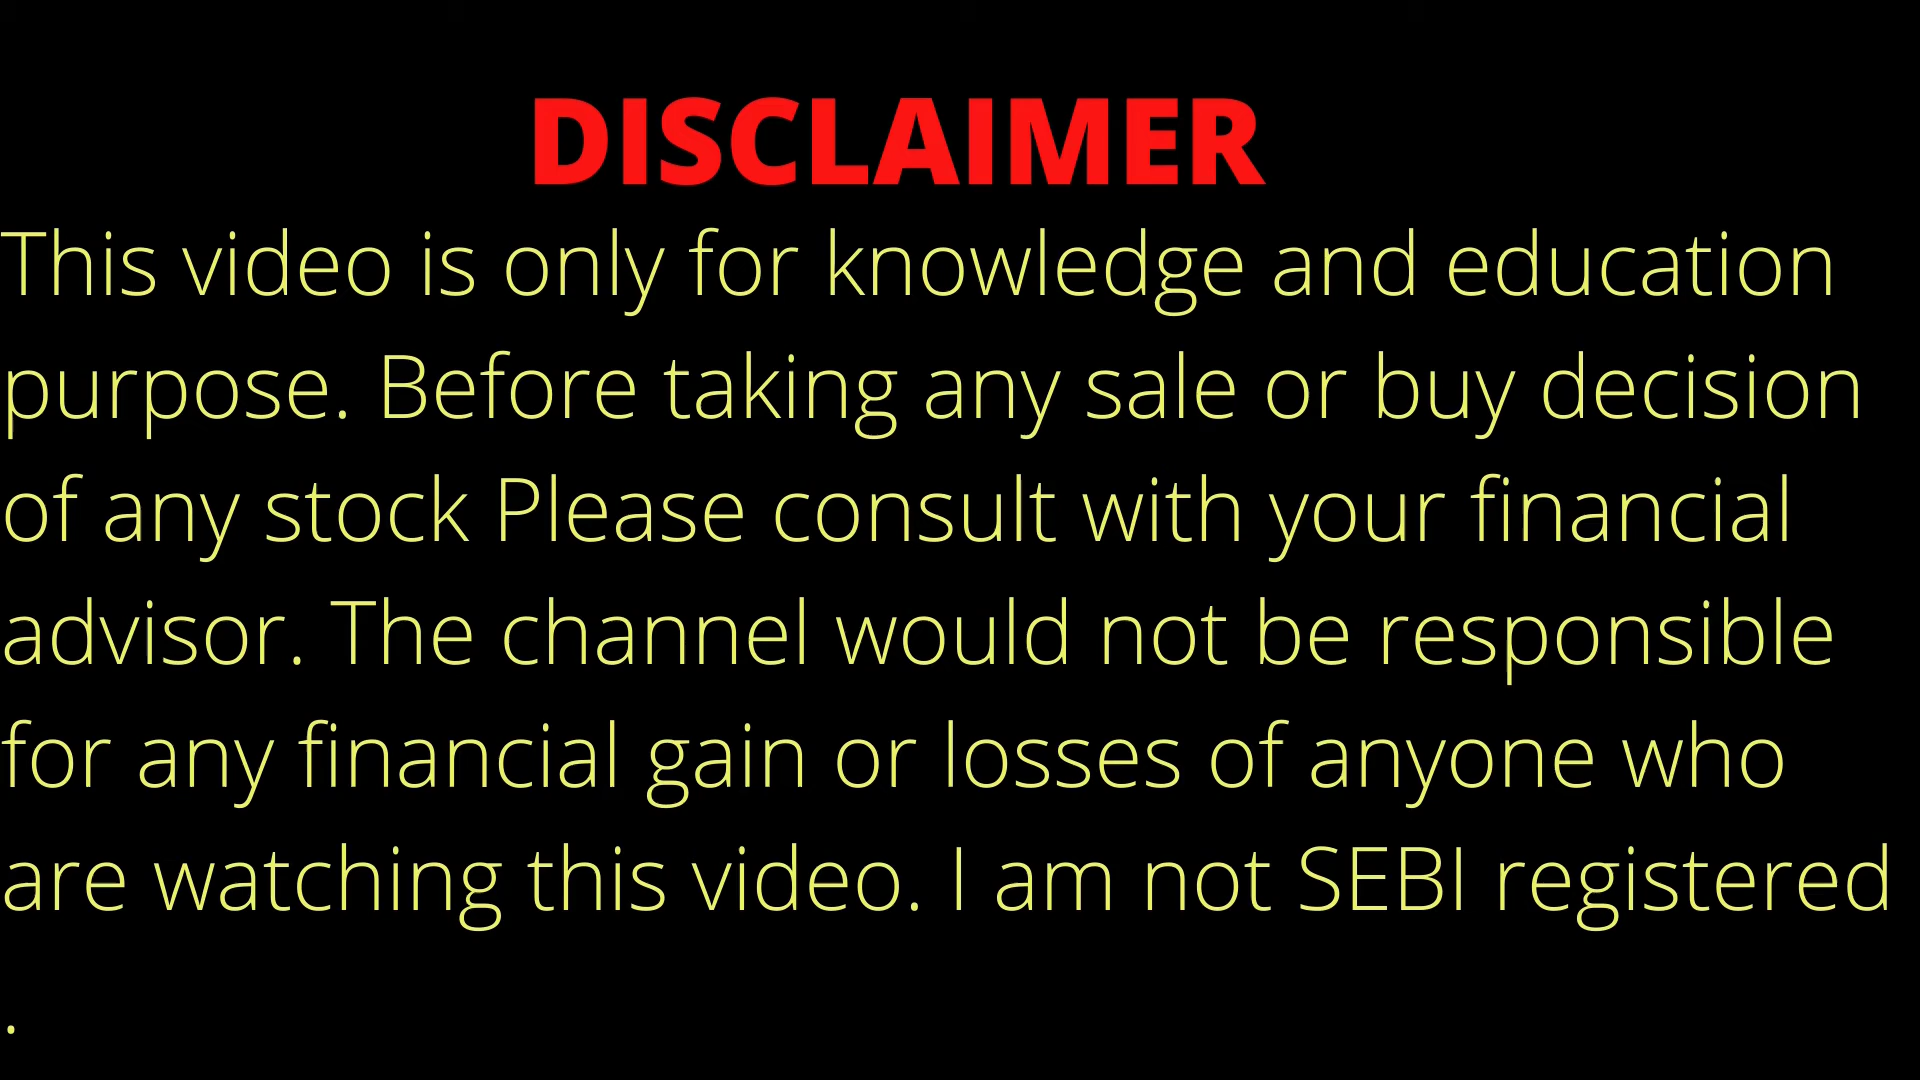 DISCLAIMER
This video is only for knowledge and education
purpose. Before taking any sale or buy decision
of any stock Please consult with your financial
advisor. The channel would not be responsible
for any financial gain or losses of anyone who
are watching this video. I am not SEBI registered
.